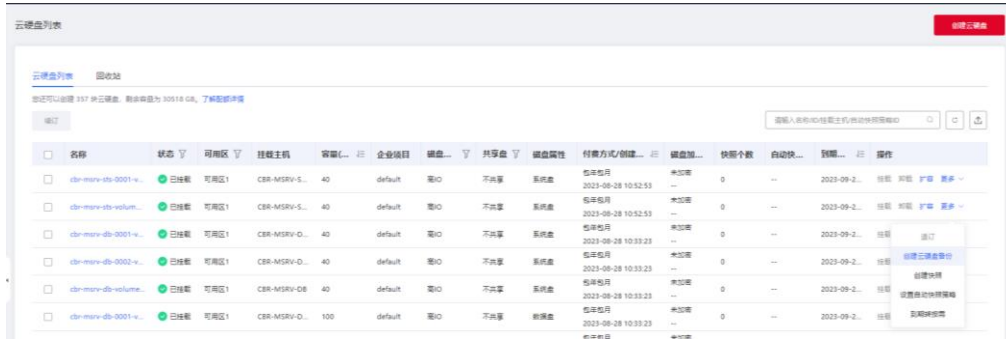 云硬盘列表
创建云硬盘
云硬盘列表 回收站
您还可以创建 357 块云硬盘，剩余容量为 30518 GB。了解配额详情
续订
请输入名称/ID/挂载主机/自动快照策略ID
名称 状态 可用区 挂载主机 容量(... 企业项目 磁盘... 共享盘 磁盘属性 付费方式/创建... 磁盘加... 快照个数 自动快... 到期... 操作
cbr-msrv-sts-0001-v... 已挂载 可用区1 CBR-MSRV-S... 40 default 高IO 不共享 系统盘 包年包月 2023-08-28 10:52:53 未加密 -- 0 -- 2023-09-2... 挂载 卸载 扩容 更多
cbr-msrv-sts-volum... 已挂载 可用区1 CBR-MSRV-S... 40 default 高IO 不共享 系统盘 包年包月 2023-08-28 10:52:53 未加密 -- 0 -- 2023-09-2... 挂载 卸载 扩容 更多
cbr-msrv-db-0001-v... 已挂载 可用区1 CBR-MSRV-D... 40 default 高IO 不共享 系统盘 包年包月 2023-08-28 10:33:23 未加密 -- 0 -- 2023-09-2... 挂载
cbr-msrv-db-0002-v... 已挂载 可用区1 CBR-MSRV-D... 40 default 高IO 不共享 系统盘 包年包月 2023-08-28 10:33:23 未加密 -- 0 -- 2023-09-2... 挂载
cbr-msrv-db-volume... 已挂载 可用区1 CBR-MSRV-DB 40 default 高IO 不共享 系统盘 包年包月 2023-08-28 10:33:23 未加密 -- 0 -- 2023-09-2... 挂载
cbr-msrv-db-0001-v... 已挂载 可用区1 CBR-MSRV-D... 100 default 高IO 不共享 数据盘 包年包月 2023-08-28 10:33:23 未加密 -- 0 -- 2023-09-2... 挂载
包年包月 未加密
退订
创建云硬盘备份
创建快照
设置自动快照策略
到期转按需